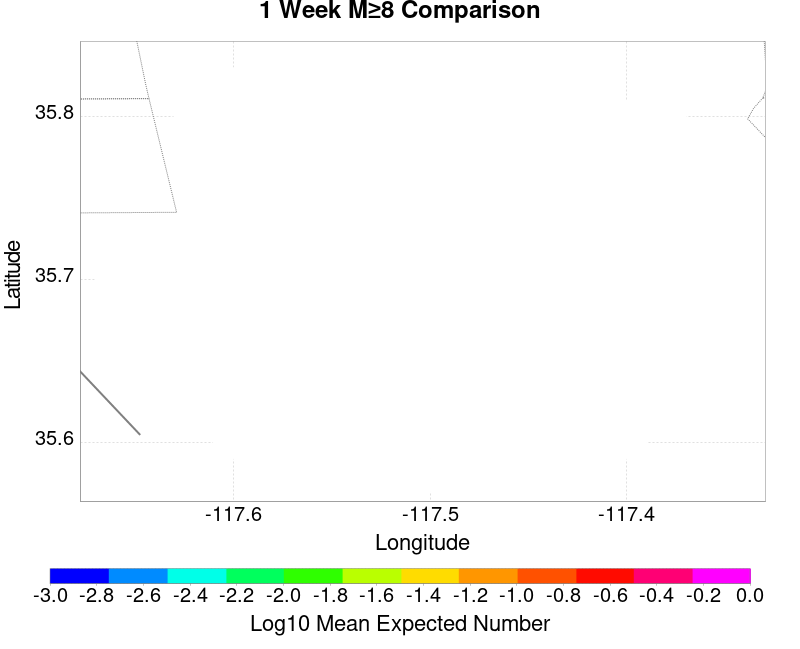 1 Week M≥8 Comparison
35.8
35.7
35.6
Latitude
-117.6 -117.5 -117.4
Longitude
-3.0 -2.8 -2.6 -2.4 -2.2 -2.0 -1.8 -1.6 -1.4 -1.2 -1.0 -0.8 -0.6 -0.4 -0.2 0.0
Log10 Mean Expected Number